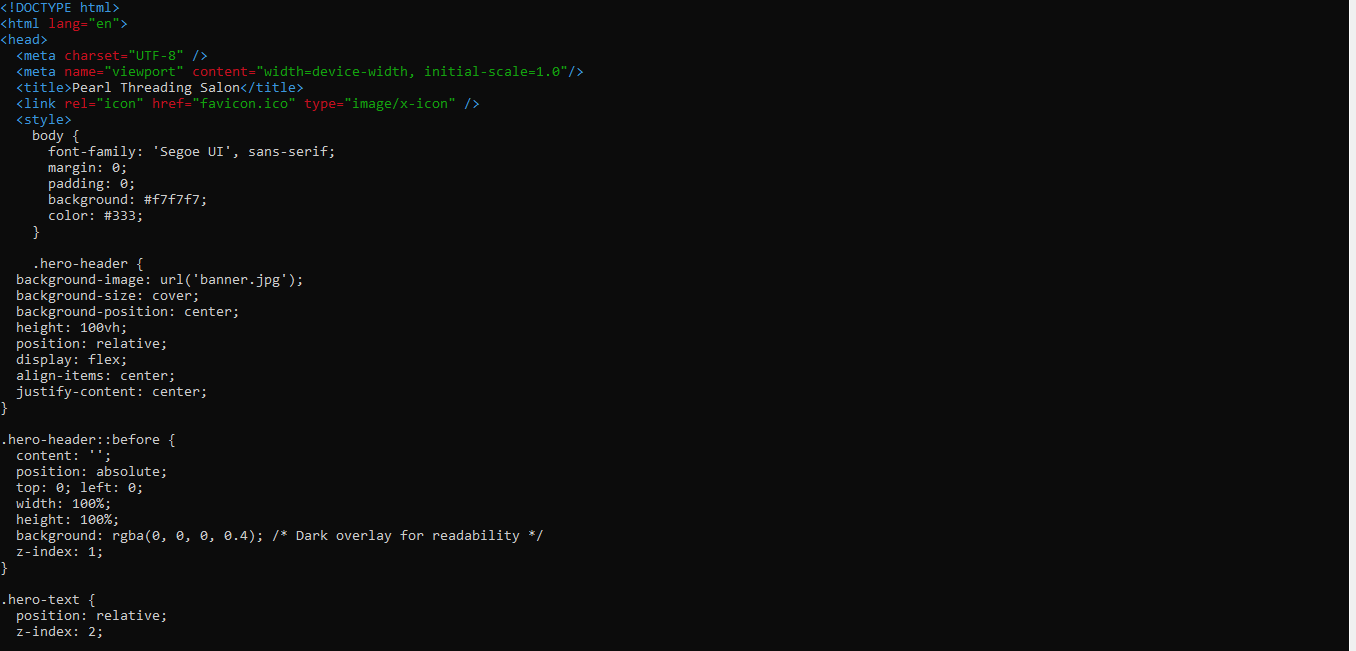 <!DOCTYPE html>
<html lang="en">
<head>
  <meta charset="UTF-8" />
  <meta name="viewport" content="width=device-width, initial-scale=1.0"/>
  <title>Pearl Threading Salon</title>
  <link rel="icon" href="favicon.ico" type="image/x-icon" />
  <style>
    body {
      font-family: 'Segoe UI', sans-serif;
      margin: 0;
      padding: 0;
      background: #f7f7f7;
      color: #333;
    }

    .hero-header {
  background-image: url('banner.jpg');
  background-size: cover;
  background-position: center;
  height: 100vh;
  position: relative;
  display: flex;
  align-items: center;
  justify-content: center;
}

.hero-header::before {
  content: '';
  position: absolute;
  top: 0; left: 0;
  width: 100%;
  height: 100%;
  background: rgba(0, 0, 0, 0.4); /* Dark overlay for readability */
  z-index: 1;
}

.hero-text {
  position: relative;
  z-index: 2;